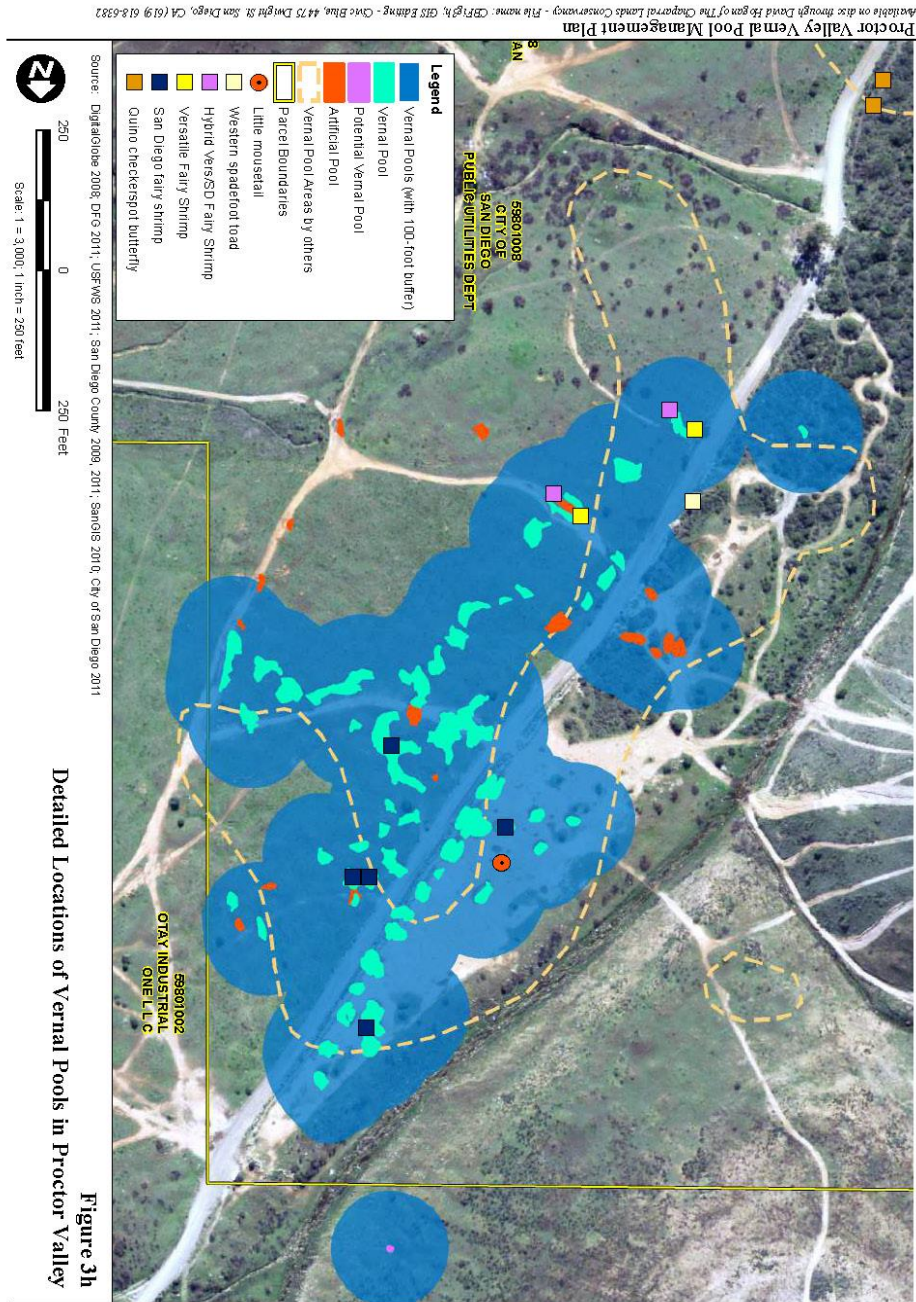 Proctor Valley Vernal Pool Management Plan
Available on disc through David Hogan of The Chaparral Lands Conservancy - File name: CBFig3h; GIS Editing - Civic Blue, 4475 Dwight St. San Diego, CA (619) 618-6382
8
AN
59801008
CITY OF
SAN DIEGO
PUBLIC UTILITIES DEPT
59801002
OTAY INDUSTRIAL
ONE L L C
Legend
Vernal Pools (with 100-foot buffer)
Vernal Pool
Potential Vernal Pool
Artificial Pool
Vernal Pool Areas by others
Parcel Boundaries
Little mousetail
Western spadefoot toad
Hybrid Vers/SD Fairy Shrimp
Versatile Fairy Shrimp
San Diego fairy shrimp
Quino checkerspot butterfly
Source: DigitalGlobe 2008; DFG 2011; USFWS 2011; San Diego County 2009, 2011; SanGIS 2010; City of San Diego 2011
N
250 0 250 Feet
Scale: 1 = 3,000; 1 inch = 250 feet
Figure 3h
Detailed Locations of Vernal Pools in Proctor Valley